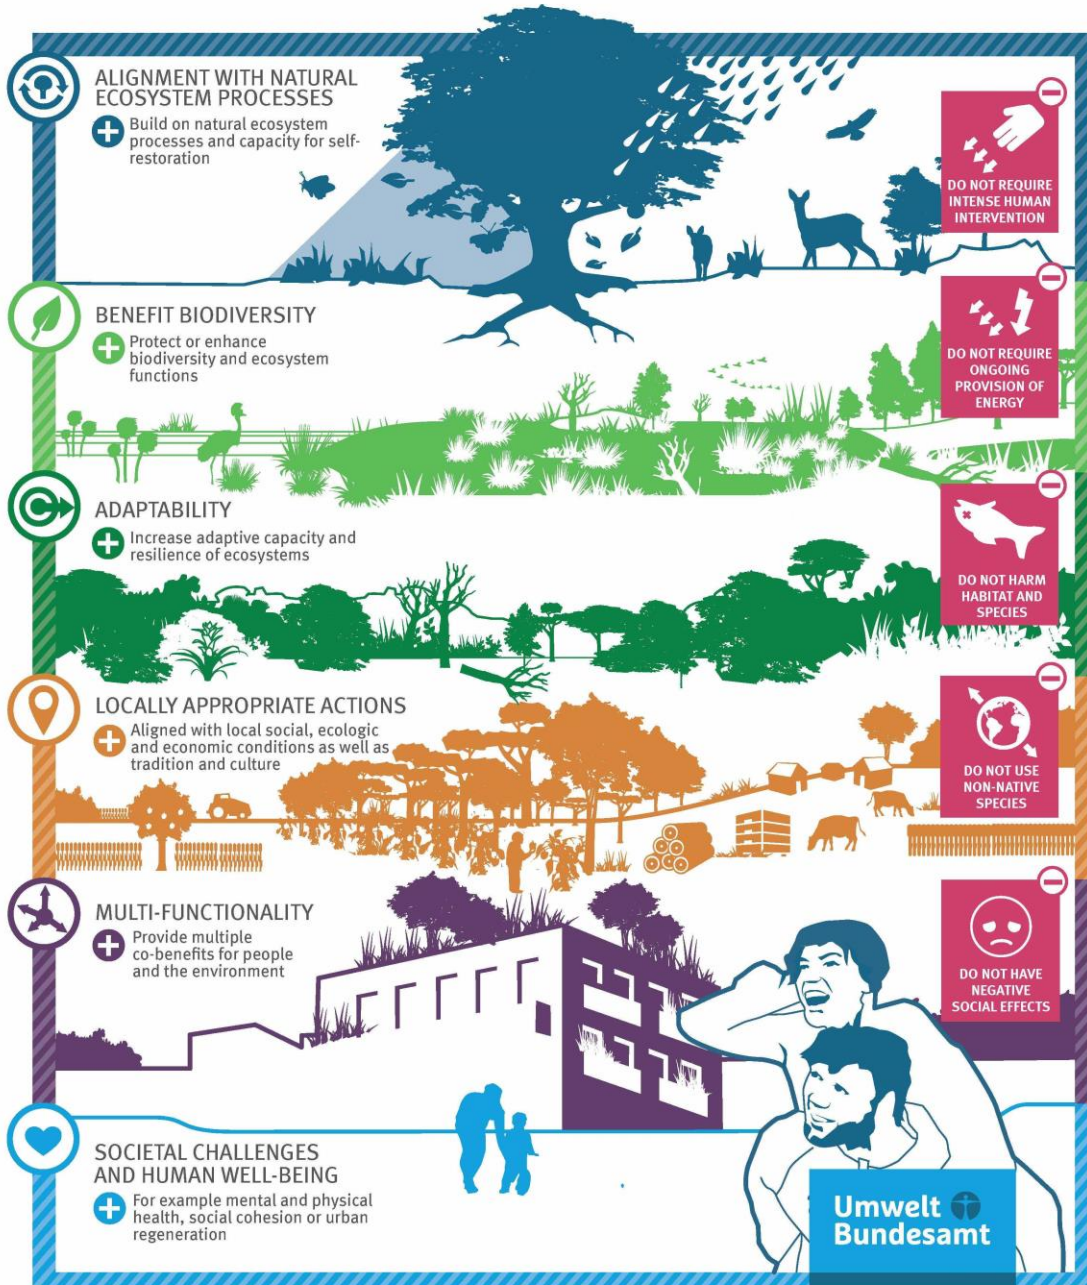 ALIGNMENT WITH NATURAL
ECOSYSTEM PROCESSES
Build on natural ecosystem
processes and capacity for self-
restoration
DO NOT REQUIRE
INTENSE HUMAN
INTERVENTION
BENEFIT BIODIVERSITY
Protect or enhance
biodiversity and ecosystem
functions
DO NOT REQUIRE
ONGOING
PROVISION OF
ENERGY
ADAPTABILITY
Increase adaptive capacity and
resilience of ecosystems
DO NOT HARM
HABITAT AND
SPECIES
LOCALLY APPROPRIATE ACTIONS
Aligned with local social, ecologic
and economic conditions as well as
tradition and culture
DO NOT USE
NON-NATIVE
SPECIES
MULTI-FUNCTIONALITY
Provide multiple
co-benefits for people
and the environment
DO NOT HAVE
NEGATIVE
SOCIAL EFFECTS
SOCIETAL CHALLENGES
AND HUMAN WELL-BEING
For example mental and physical
health, social cohesion or urban
regeneration
Umwelt
Bundesamt